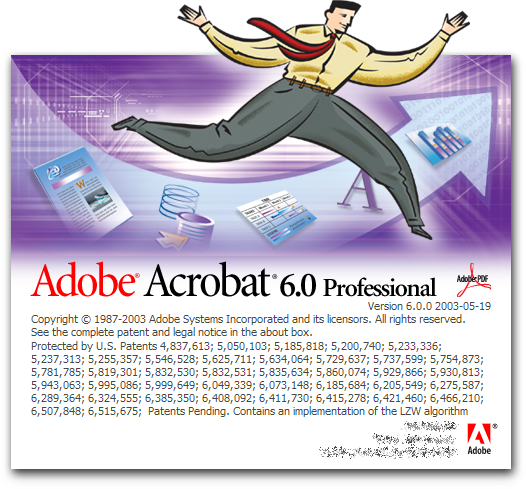 Adobe® Acrobat® 6.0 Professional
Adobe PDF
Version 6.0.0 2003-05-19
Copyright © 1987-2003 Adobe Systems Incorporated and its licensors. All rights reserved.
See the complete patent and legal notice in the about box.
Protected by U.S. Patents 4,837,613; 5,050,103; 5,185,818; 5,200,740; 5,233,336;
5,237,313; 5,255,357; 5,546,528; 5,625,711; 5,634,064; 5,729,637; 5,737,599; 5,754,873;
5,781,785; 5,819,301; 5,832,530; 5,832,531; 5,835,634; 5,860,074; 5,929,866; 5,930,813;
5,943,063; 5,995,086; 5,999,649; 6,049,339; 6,073,148; 6,185,684; 6,205,549; 6,275,587;
6,289,364; 6,324,555; 6,385,350; 6,408,092; 6,411,730; 6,415,278; 6,421,460; 6,466,210;
6,507,848; 6,515,675; Patents Pending. Contains an implementation of the LZW algorithm
Adobe